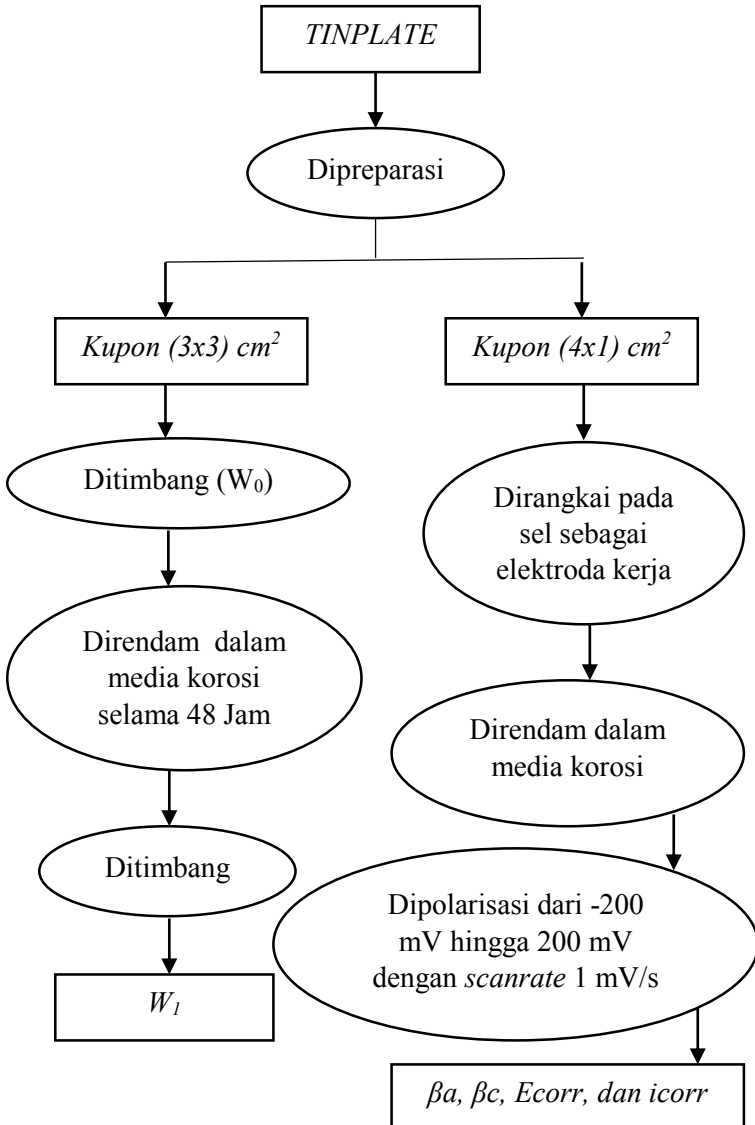 TINPLATE
Dipreparasi
Kupon (3x3) cm²
Ditimbang (W₀)
Direndam dalam
media korosi
selama 48 Jam
Ditimbang
W₁
Kupon (4x1) cm²
Dirangkai pada
sel sebagai
elektroda kerja
Direndam dalam
media korosi
Dipolarisasi dari -200
mV hingga 200 mV
dengan scanrate 1 mV/s
βa, βc, Ecorr, dan icorr